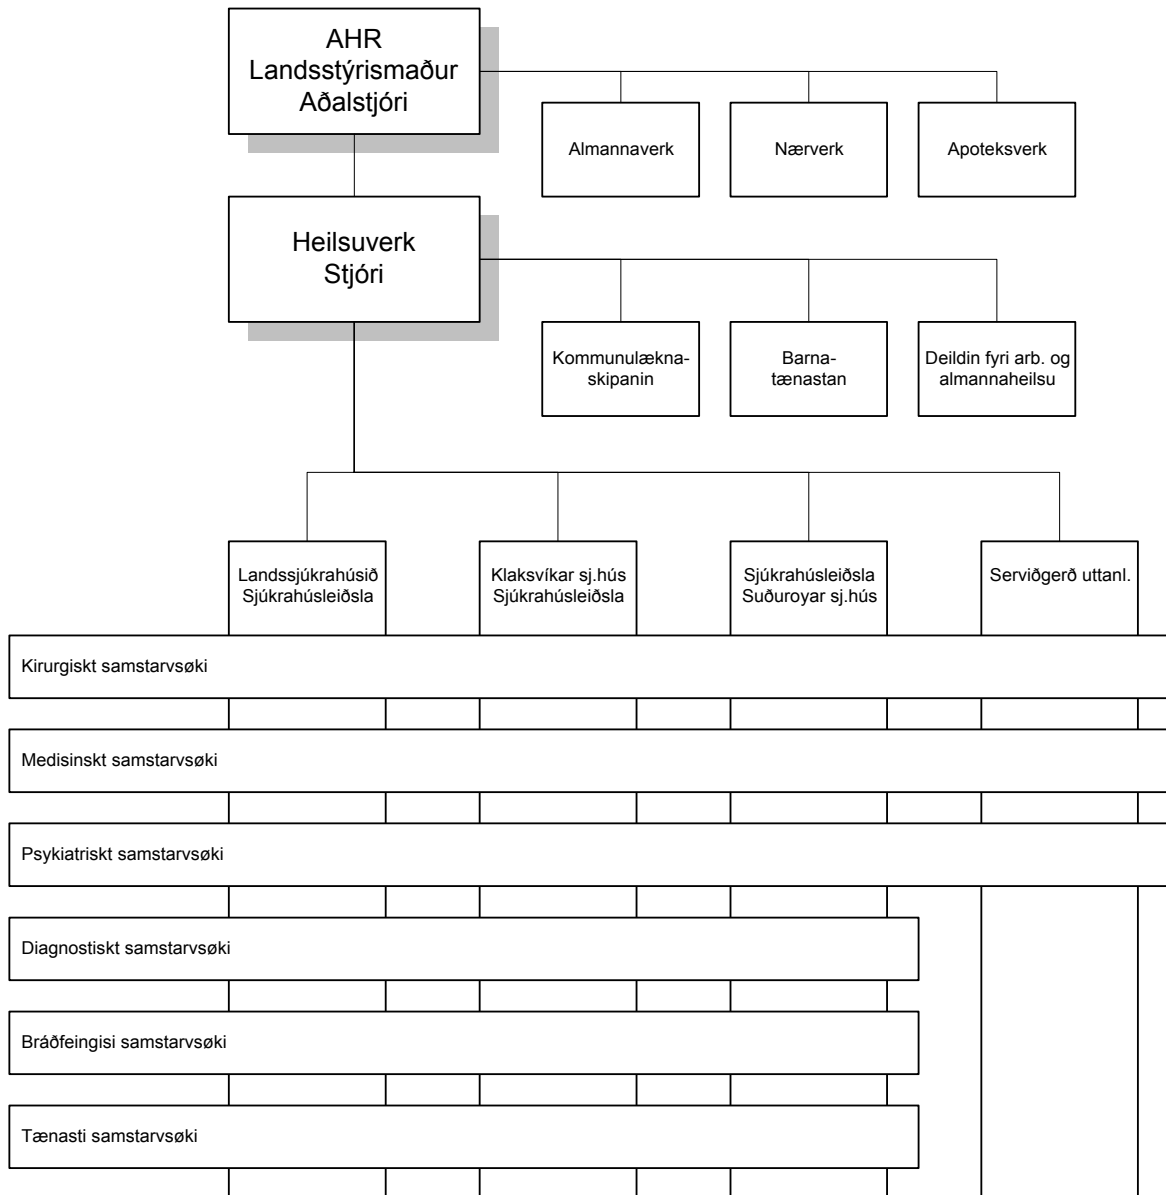 AHR
Landsstýrismaður
Aðalstjóri
Almannaverk
Nærverk
Apoteksverk
Heilsuverk
Stjóri
Kommunulækna-
skipanin
Barna-
tænastan
Deildin fyri arb. og
almannaheilsu
Landssjúkrahúsið
Sjúkrahúsleiðsla
Klaksvíkar sj.hús
Sjúkrahúsleiðsla
Sjúkrahúsleiðsla
Suðuroyar sj.hús
Serviðgerð uttanl.
Kirurgiskt samstarvsøki
Medisinskt samstarvsøki
Psykiatriskt samstarvsøki
Diagnostiskt samstarvsøki
Bráðfeingisi samstarvsøki
Tænasti samstarvsøki